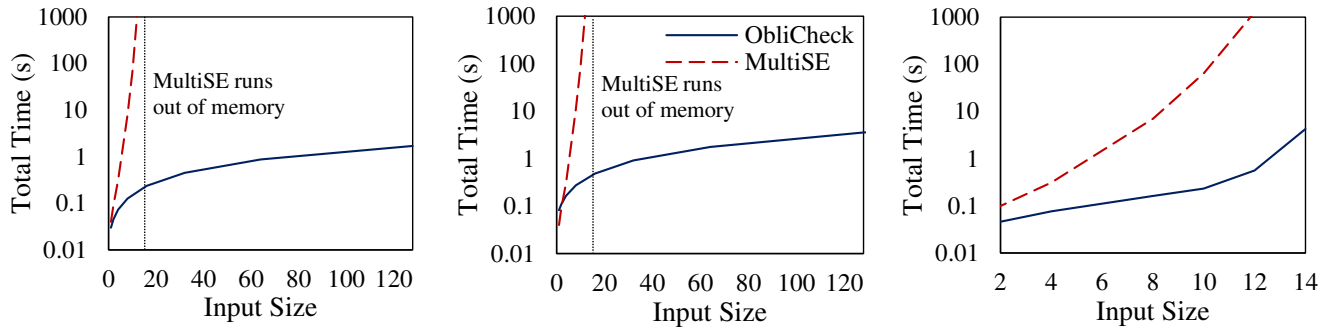 1000
100
10
1
0.1
0.01
Total Time (s)
MultiSE runs
out of memory
0 20 40 60 80 100 120
Input Size
1000
100
10
1
0.1
0.01
Total Time (s)
ObliCheck
MultiSE
MultiSE runs
out of memory
0 20 40 60 80 100 120
Input Size
1000
100
10
1
0.1
0.01
Total Time (s)
2 4 6 8 10 12 14
Input Size